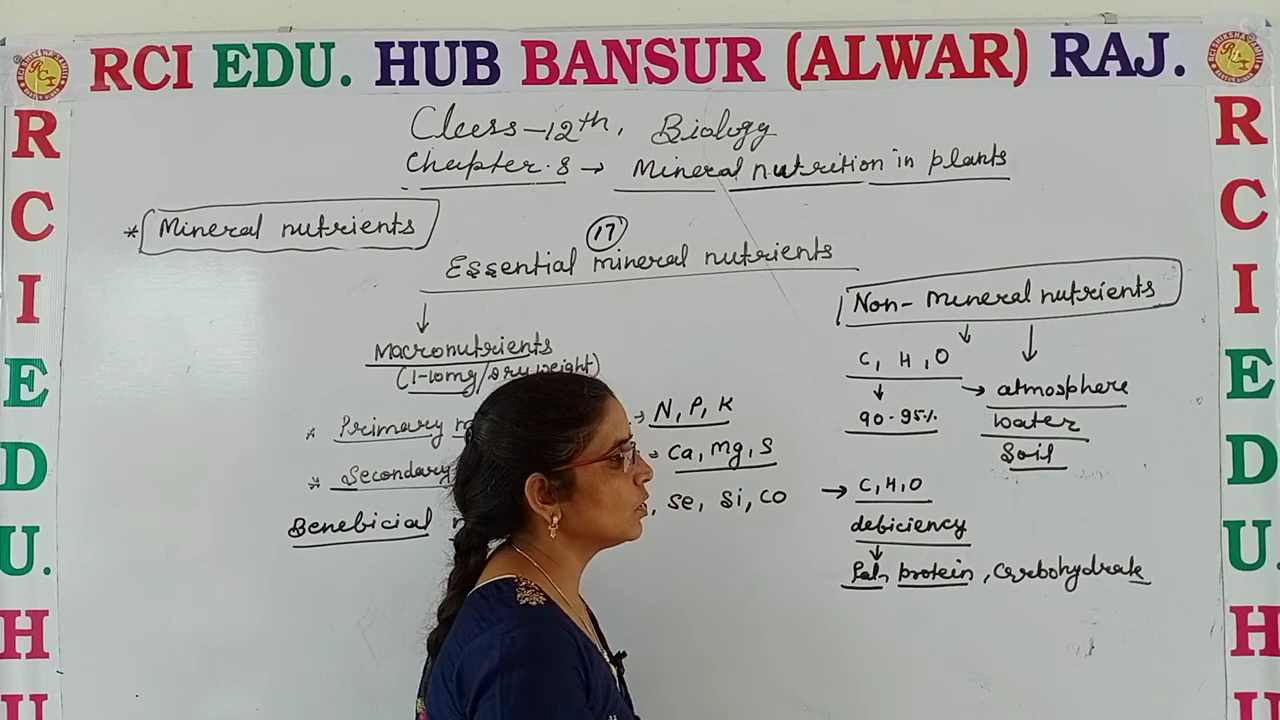 RCI EDU. HUB BANSUR (ALWAR) RAJ.
Class-12th, Biology
Chapter.8 → Mineral nutrition in plants
* Mineral nutrients
17
Essential mineral nutrients
↓
Macronutrients
(1-10mg/dry weight)
* Primary
→ N, P, K
* Secondary
→ Ca, Mg, S
Benebicial
, Se, Si, CO
Non- mineral nutrients
C, H, O
→ atmosphere
water
Soil
↓
90-95%
→ C, H, O
debiciency
↓
protein, Carbohydrate
R
C
I
E
D
U.
H
U
R
C
I
E
D
U.
H
U